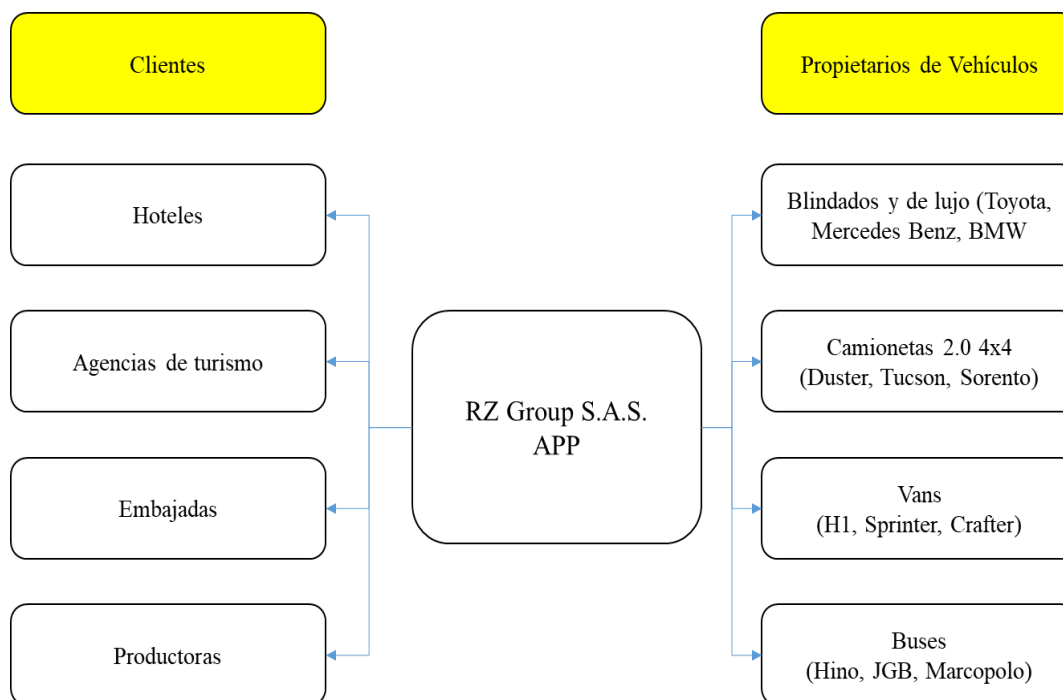 Clientes
Propietarios de Vehículos
Hoteles
Blindados y de lujo (Toyota,
Mercedes Benz, BMW
Agencias de turismo
Camionetas 2.0 4x4
(Duster, Tucson, Sorento)
RZ Group S.A.S.
APP
Embajadas
Vans
(H1, Sprinter, Crafter)
Productoras
Buses
(Hino, JGB, Marcopolo)